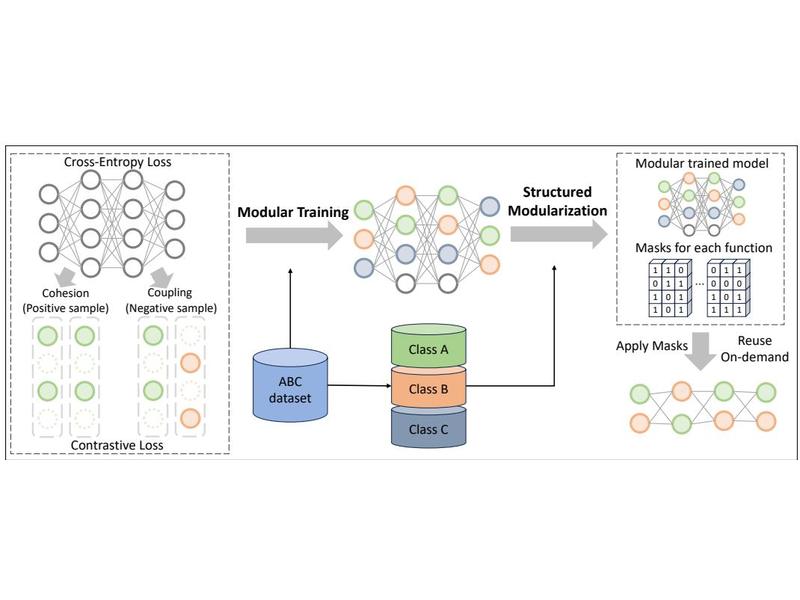 Cross-Entropy Loss
Cohesion
(Positive sample)
Coupling
(Negative sample)
Contrastive Loss
Modular Training
ABC
dataset
Class A
Class B
Class C
Structured
Modularization
Modular trained model
Masks for each function
1 1 0
0 0 1
1 0 1
1 0 1
...
0 1 1
0 1 0
1 0 1
1 1 1
Apply Masks
Reuse
On-demand